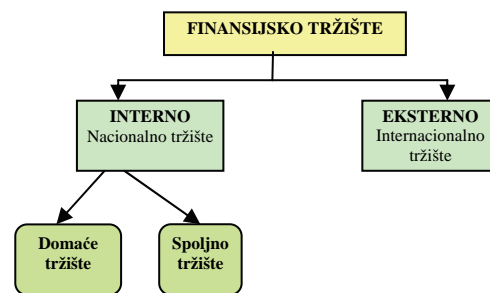 FINANSIJSKO TRŽIŠTE
INTERNO
Nacionalno tržište
EKSTERNO
Internacionalno
tržište
Domaće
tržište
Spoljno
tržište